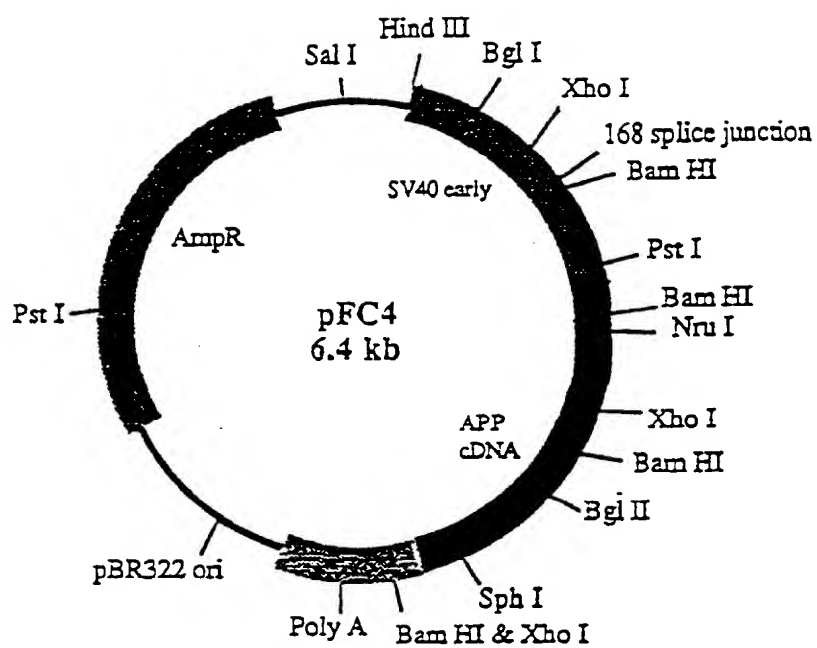 Hind III
Sal I
Bgl I
Xho I
168 splice junction
Bam HI
SV40 early
AmpR
Pst I
Pst I
pFC4
6.4 kb
Bam HI
Nru I
Xho I
APP
cDNA
Bam HI
Bgl II
pBR322 ori
Sph I
Poly A
Bam HI & Xho I